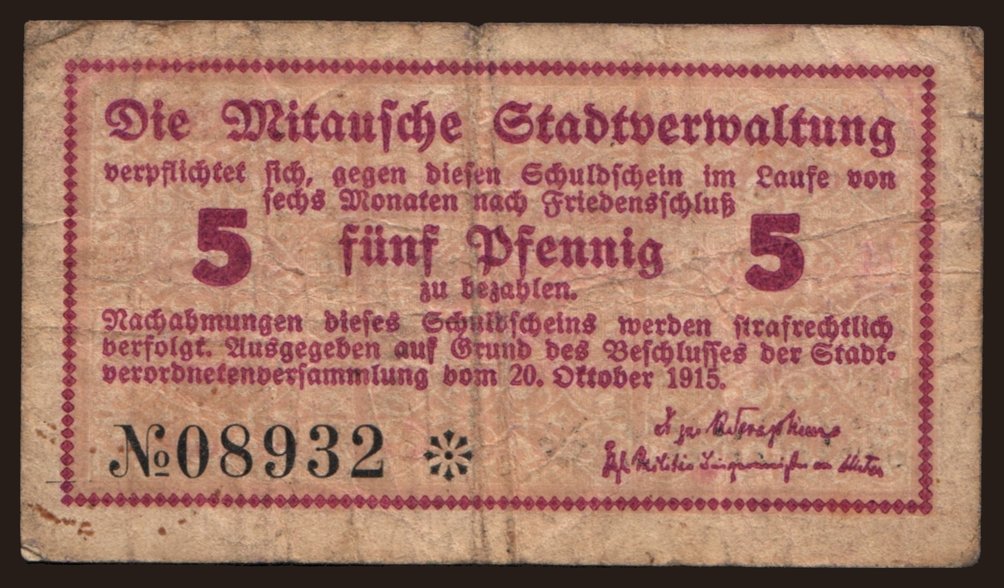 Die Mitausche Stadtverwaltung
verpflichtet sich, gegen diesen Schuldschein im Laufe von
sechs Monaten nach Friedensschluß
5 fünf Pfennig 5
zu bezahlen.
Nachahmungen dieses Schuldscheins werden strafrechtlich
verfolgt. Ausgegeben auf Grund des Beschlusses der Stadt-
verordnetenversammlung vom 20. Oktober 1915.
№08932